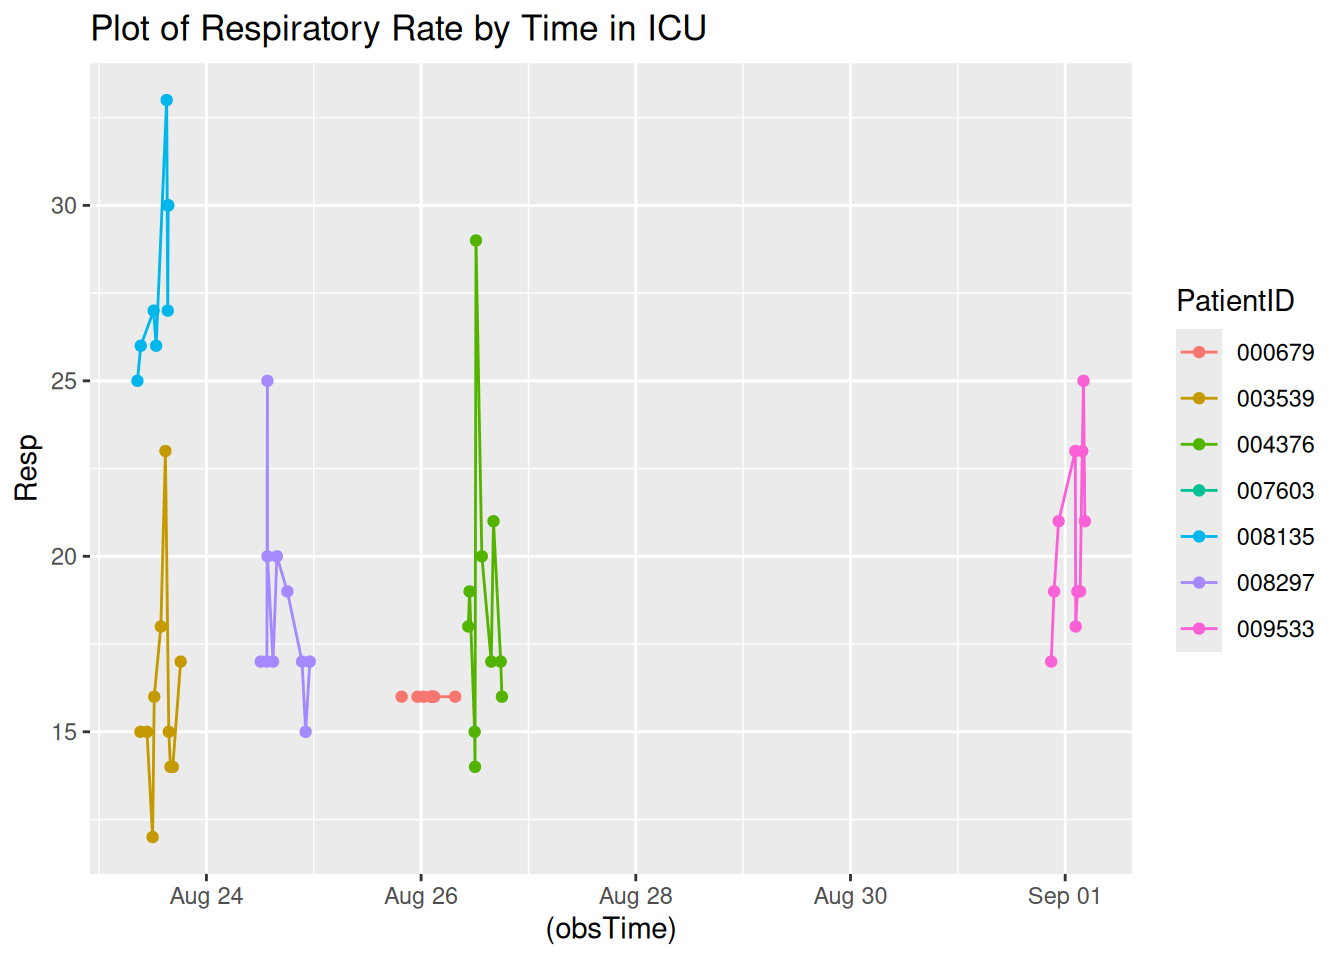 Plot of Respiratory Rate by Time in ICU
Resp
30
25
20
15
Aug 24
Aug 26
Aug 28
Aug 30
Sep 01
(obsTime)
PatientID
000679
003539
004376
007603
008135
008297
009533